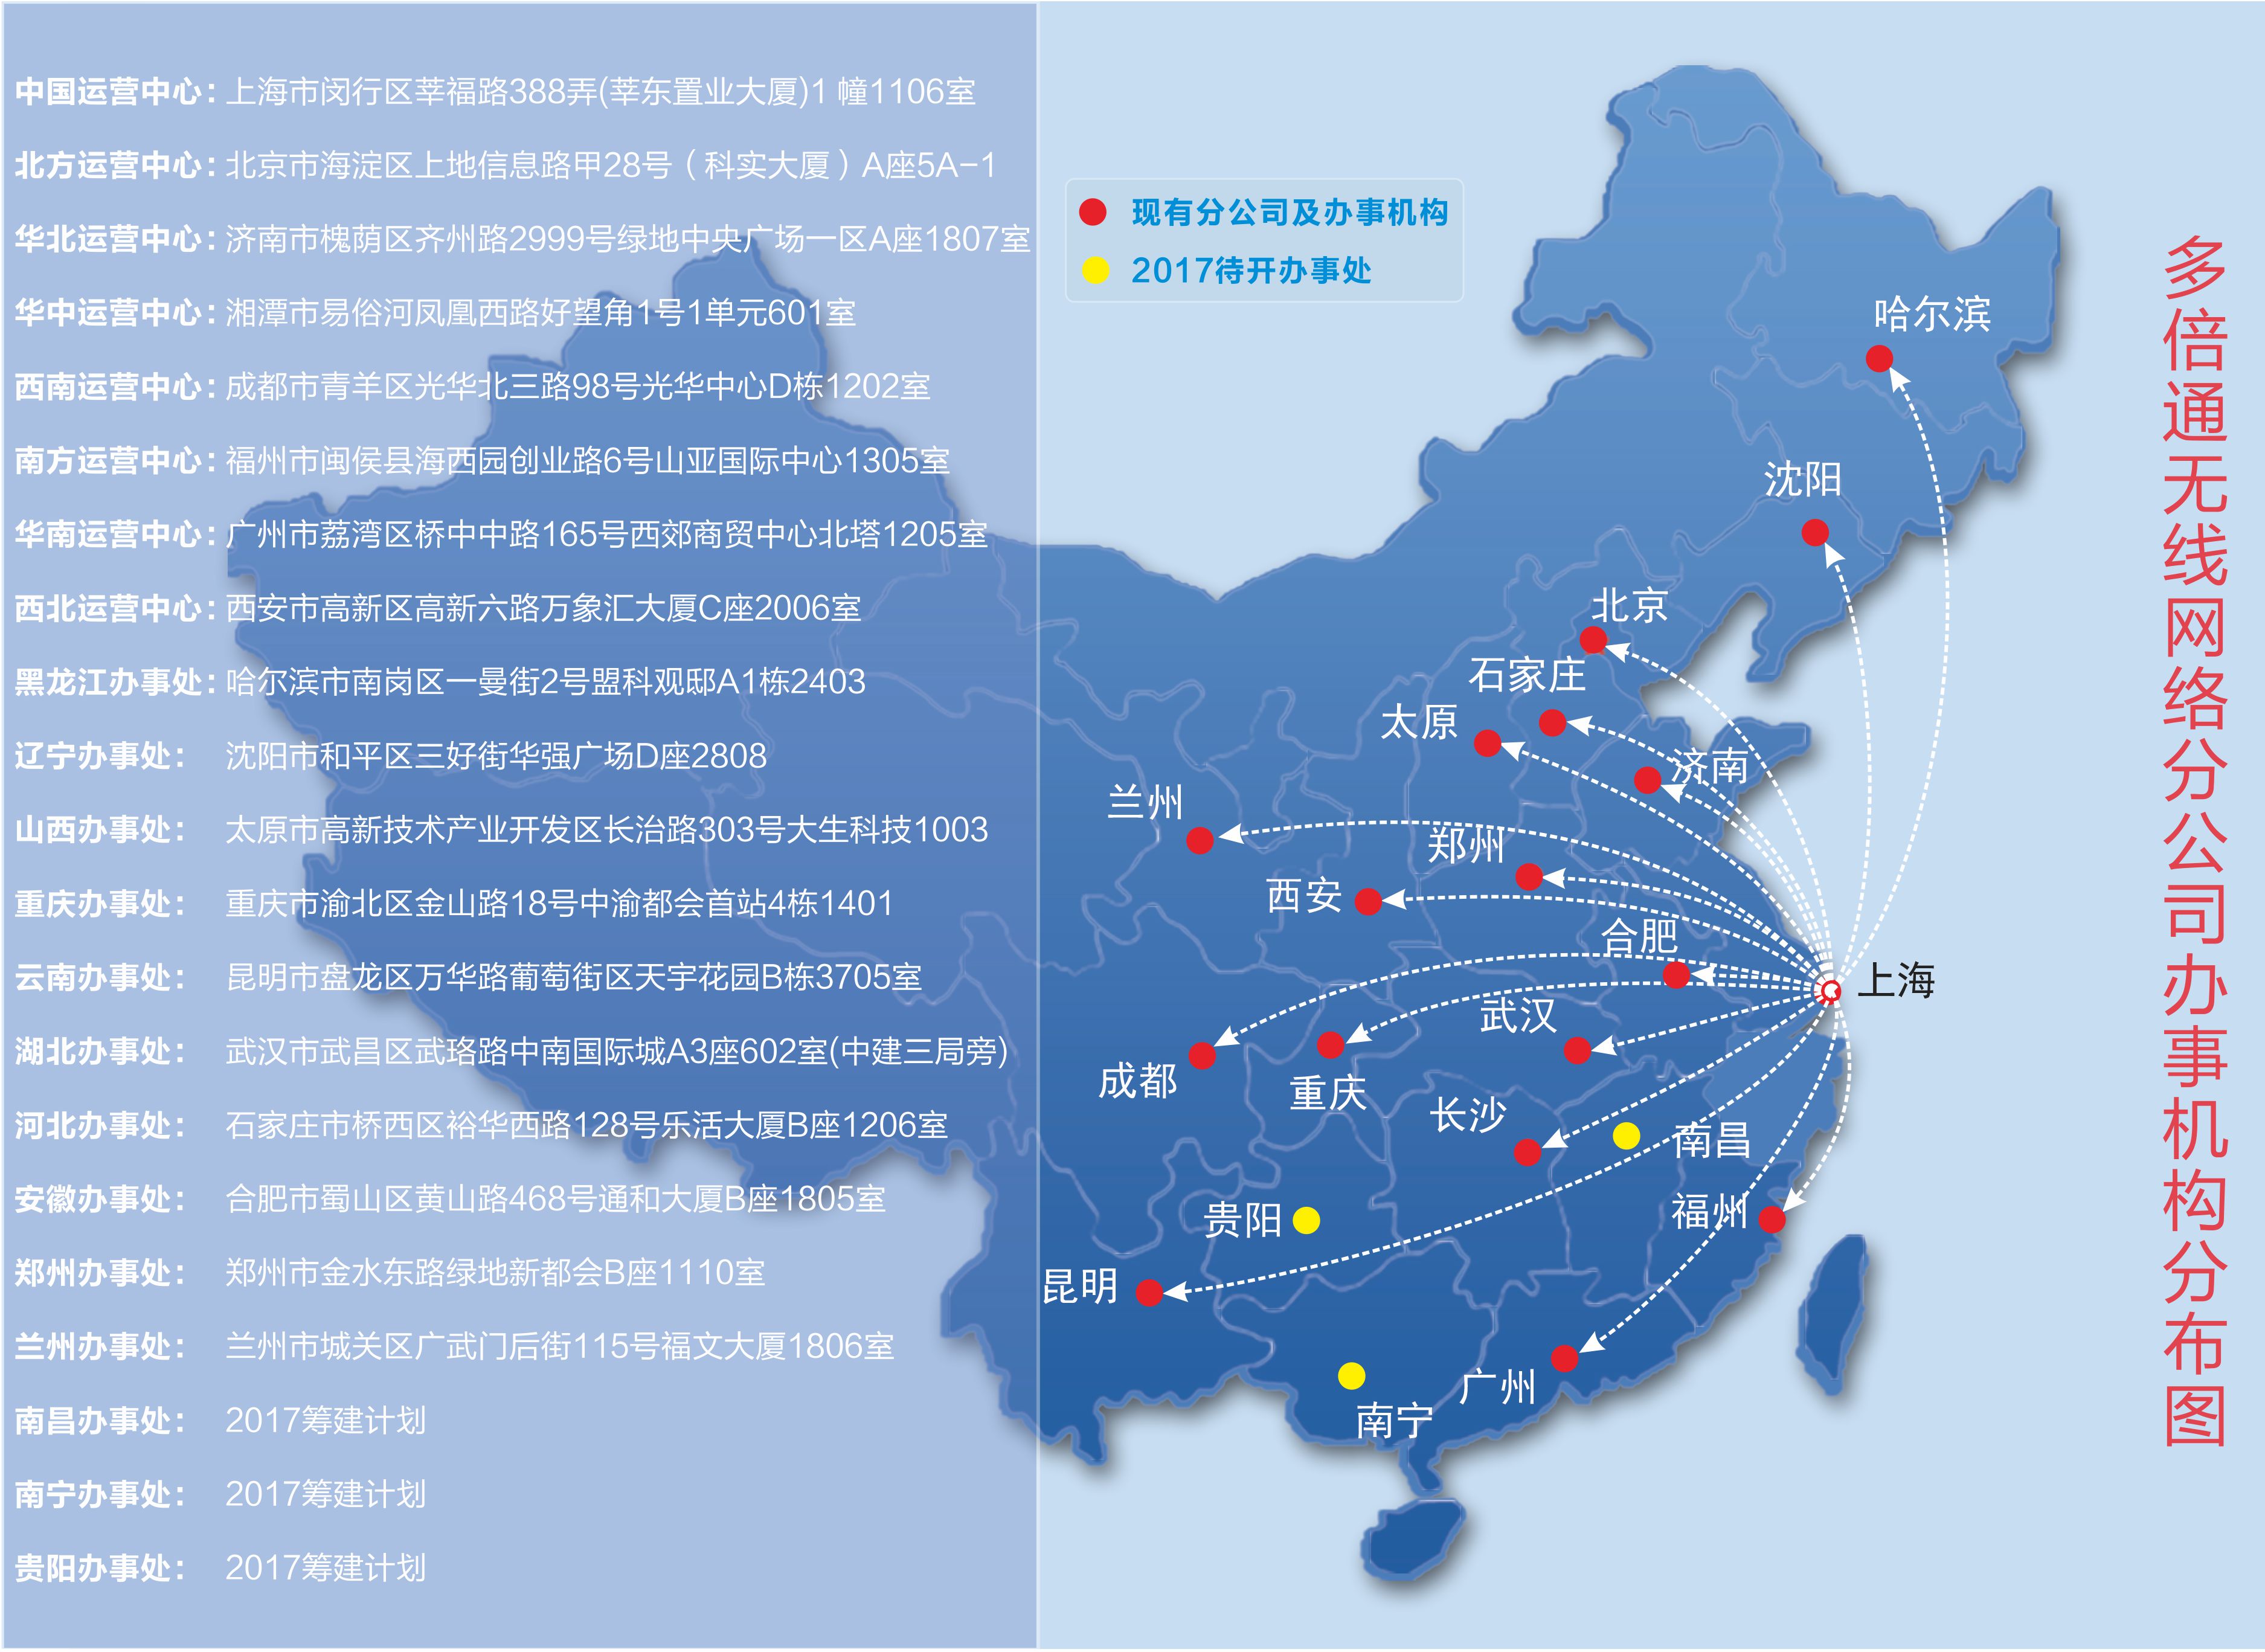 中国运营中心：上海市闵行区莘福路388弄(莘东置业大厦)1 幢1106室
北方运营中心：北京市海淀区上地信息路甲28号（科实大厦）A座5A-1
华北运营中心：济南市槐荫区齐州路2999号绿地中央广场一区A座1807室
华中运营中心：湘潭市易俗河凤凰西路好望角1号1单元601室
西南运营中心：成都市青羊区光华北三路98号光华中心D栋1202室
南方运营中心：福州市闽侯县海西园创业路6号山亚国际中心1305室
华南运营中心：广州市荔湾区桥中中路165号西郊商贸中心北塔1205室
西北运营中心：西安市高新区高新六路万象汇大厦C座2006室
黑龙江办事处：哈尔滨市南岗区一曼街2号盟科观邸A1栋2403
辽宁办事处：沈阳市和平区三好街华强广场D座2808
山西办事处：太原市高新技术产业开发区长治路303号大生科技1003
重庆办事处：重庆市渝北区金山路18号中渝都会首站4栋1401
云南办事处：昆明市盘龙区万华路葡萄街区天宇花园B栋3705室
湖北办事处：武汉市武昌区武珞路中南国际城A3座602室(中建三局旁)
河北办事处：石家庄市桥西区裕华西路128号乐活大厦B座1206室
安徽办事处：合肥市蜀山区黄山路468号通和大厦B座1805室
郑州办事处：郑州市金水东路绿地新都会B座1110室
兰州办事处：兰州市城关区广武门后街115号福文大厦1806室
南昌办事处：2017筹建计划
南宁办事处：2017筹建计划
贵阳办事处：2017筹建计划
现有分公司及办事机构
2017待开办事处
哈尔滨
沈阳
北京
石家庄
太原
济南
兰州
郑州
西安
合肥
上海
武汉
成都
重庆
长沙
南昌
福州
贵阳
昆明
广州
南宁
多倍通无线网络分公司办事机构分布图